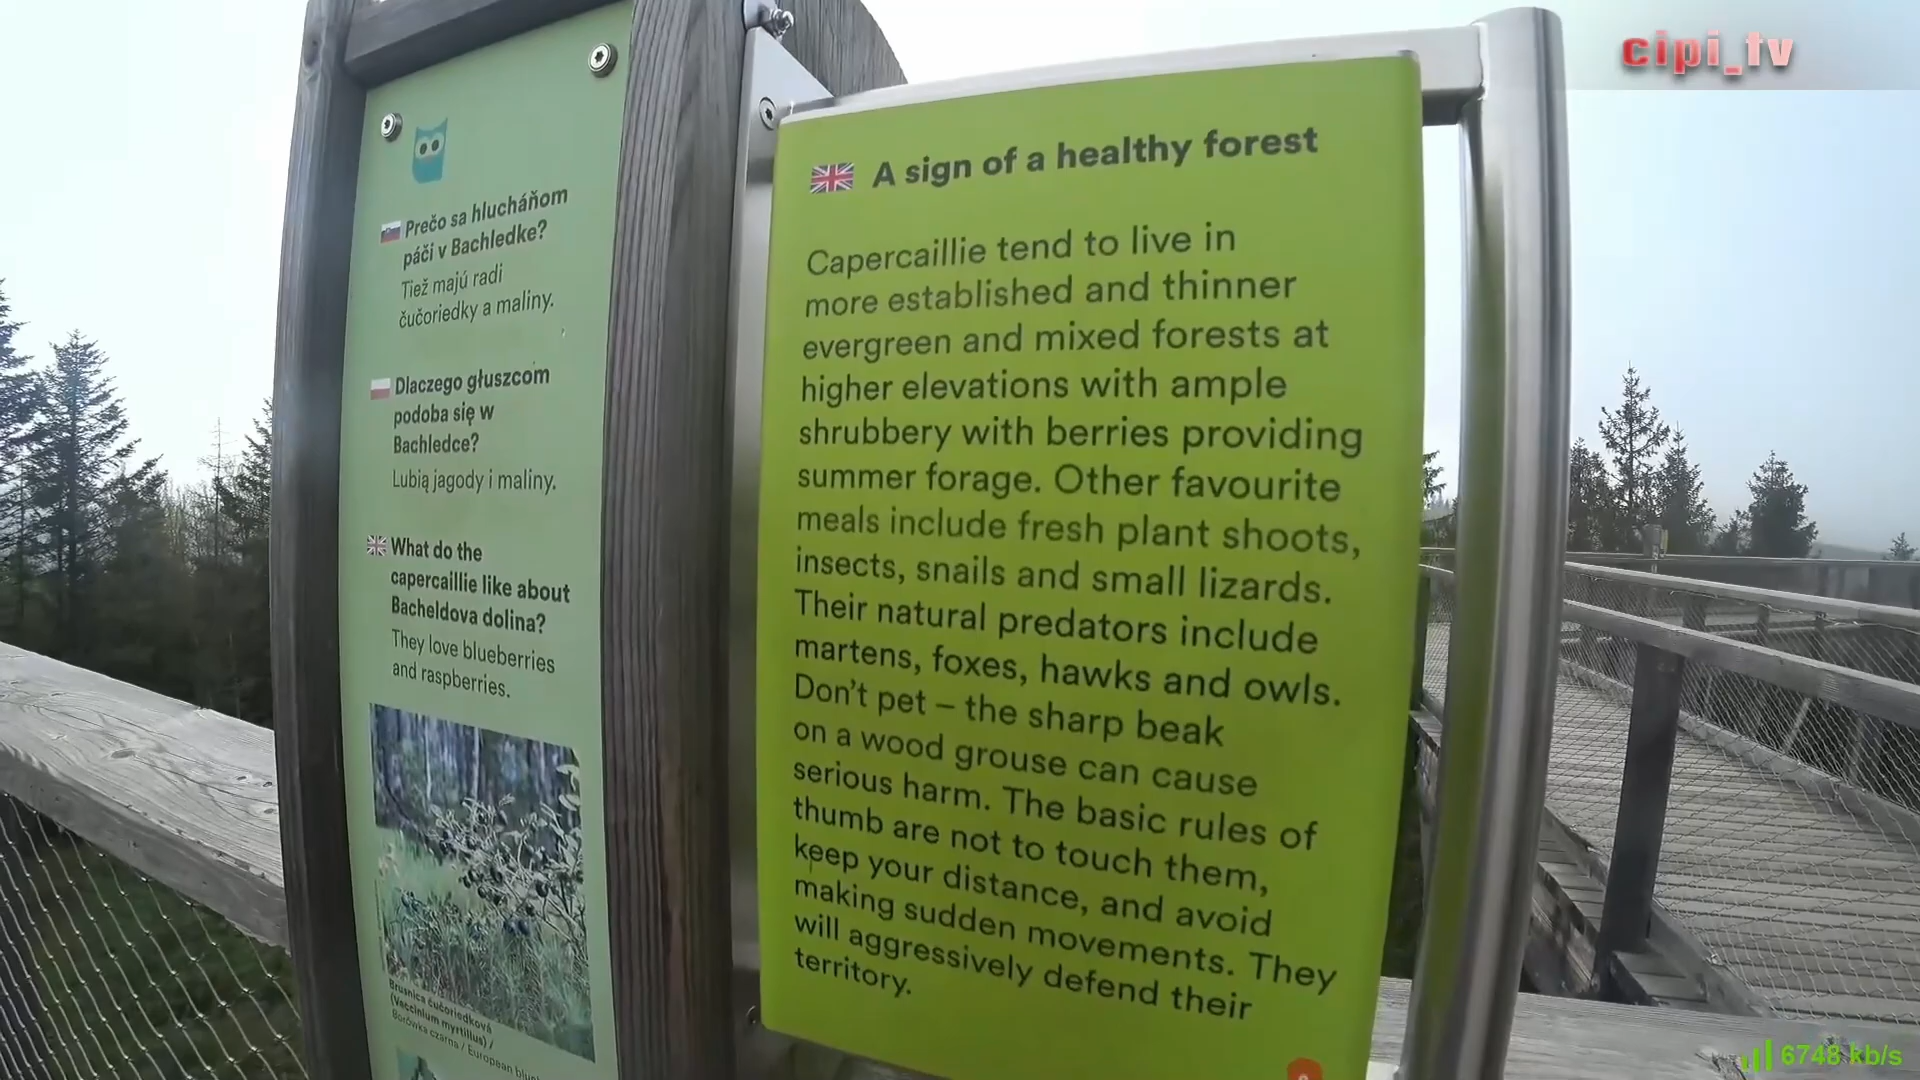 Prečo sa hlucháňom
páči v Bachledke?
Tiež majú radi
čučoriedky a maliny.
Dlaczego głuszcom
podoba się w
Bachledce?
Lubią jagody i maliny.
What do the
capercaillie like about
Bacheldova dolina?
They love blueberries
and raspberries.
Brusnica čučoriedková
(Vaccinium myrtillus) /
Borówka czarna / European
A sign of a healthy forest
Capercaillie tend to live in
more established and thinner
evergreen and mixed forests at
higher elevations with ample
shrubbery with berries providing
summer forage. Other favourite
meals include fresh plant shoots,
insects, snails and small lizards.
Their natural predators include
martens, foxes, hawks and owls.
Don't pet – the sharp beak
on a wood grouse can cause
serious harm. The basic rules of
thumb are not to touch them,
keep your distance, and avoid
making sudden movements. They
will aggressively defend their
territory.
cipi_tv
6748 kb/s